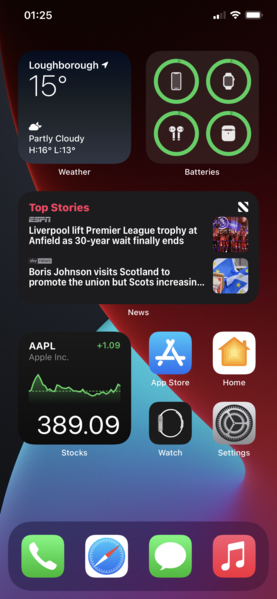 01:25
Loughborough
15°
Partly Cloudy
H:16° L:13°
Weather
Batteries
Top Stories
ESPN
Liverpool lift Premier League trophy at
Anfield as 30-year wait finally ends
sky news
Boris Johnson visits Scotland to
promote the union but Scots increasin...
News
AAPL +1.09
Apple Inc.
389.09
Stocks
App Store
Home
Watch
Settings